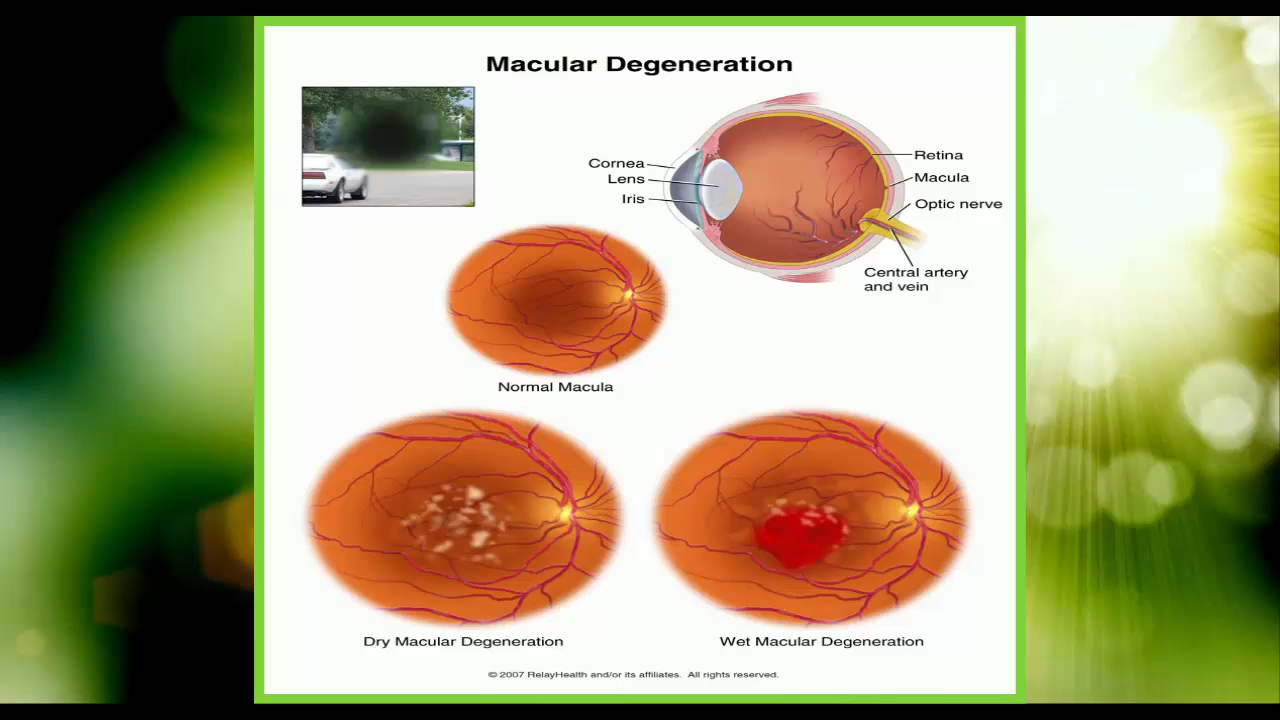 Macular Degeneration
Cornea
Lens
Iris
Retina
Macula
Optic nerve
Central artery
and vein
Normal Macula
Dry Macular Degeneration
Wet Macular Degeneration
© 2007 RelayHealth and/or its affiliates. All rights reserved.